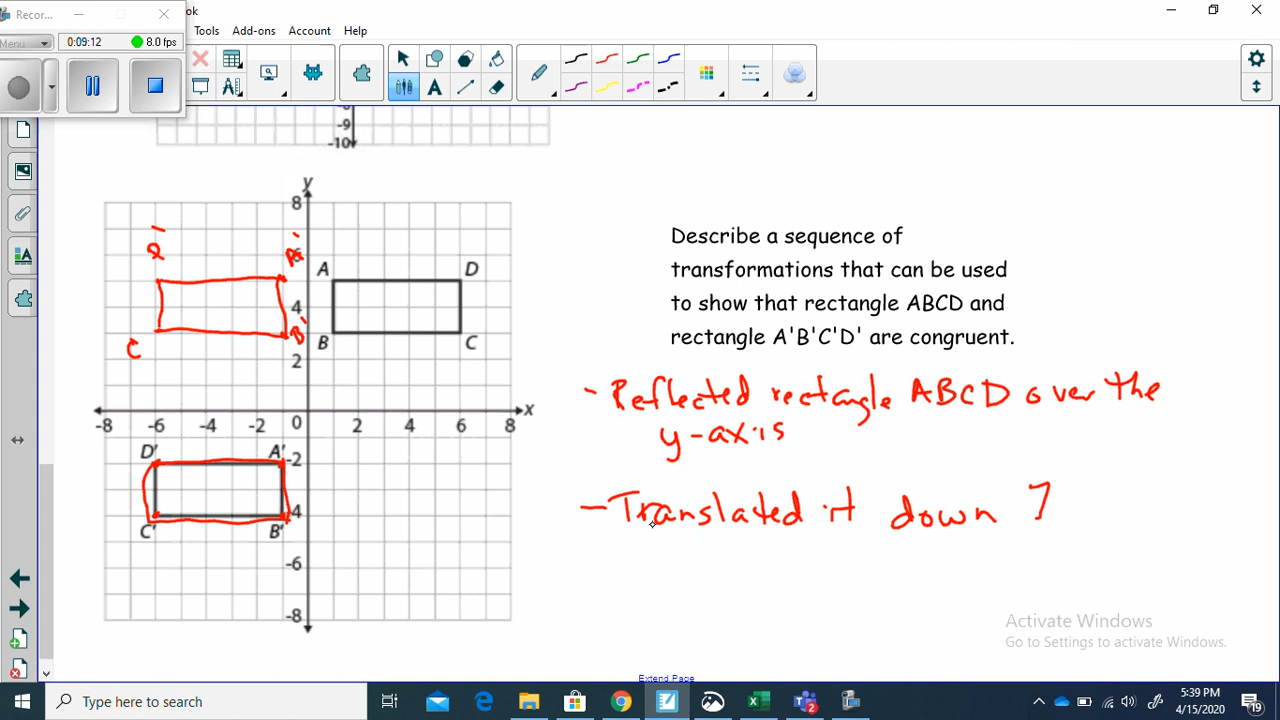 Recor...
ok
Menu
0:09:12
8.0 fps
Tools Add-ons Account Help
-9
-10
y
8
6
4
2
0
-2
-4
-6
-8
-8 -6 -4 -2 2 4 6 8 x
A D
B C
D' A'
C' B'
D' A'
C B'
Describe a sequence of
transformations that can be used
to show that rectangle ABCD and
rectangle A'B'C'D' are congruent.
- Reflected rectangle ABCD over the
y-axis
- Translated it down 7
Activate Windows
Go to Settings to activate Windows.
Extend Page
Type here to search
5:39 PM
4/15/2020
2
19